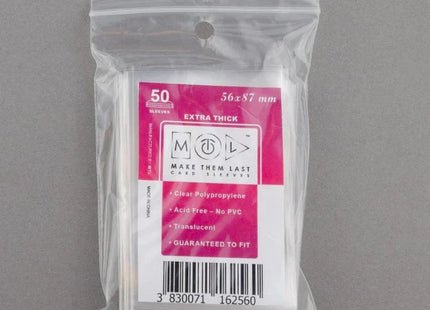 50
SLEEVES
56x87 mm
EXTRA THICK
M T L
MAKE THEM LAST
CARD SLEEVES
• Clear Polypropylene
• Acid Free – No PVC
• Translucent
• GUARANTEED TO FIT
MADE IN CHINA
3 830071 162560